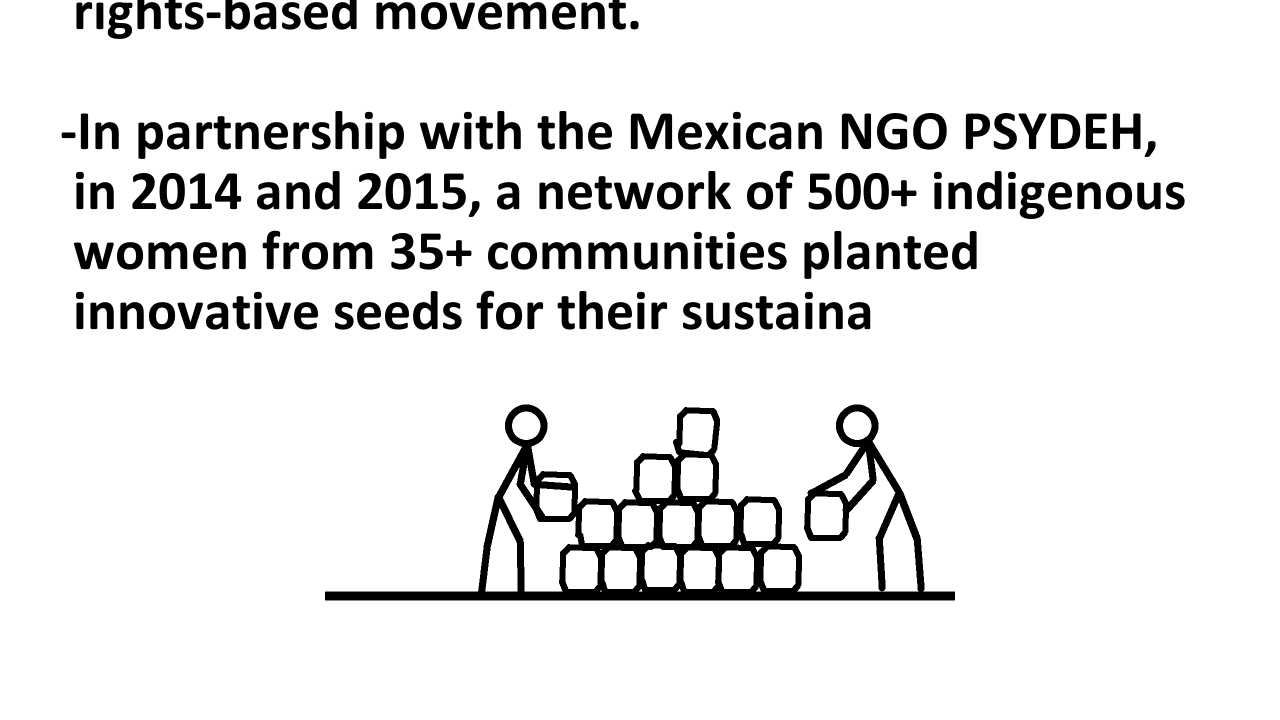 rights-based movement.
-In partnership with the Mexican NGO PSYDEH,
in 2014 and 2015, a network of 500+ indigenous
women from 35+ communities planted
innovative seeds for their sustaina